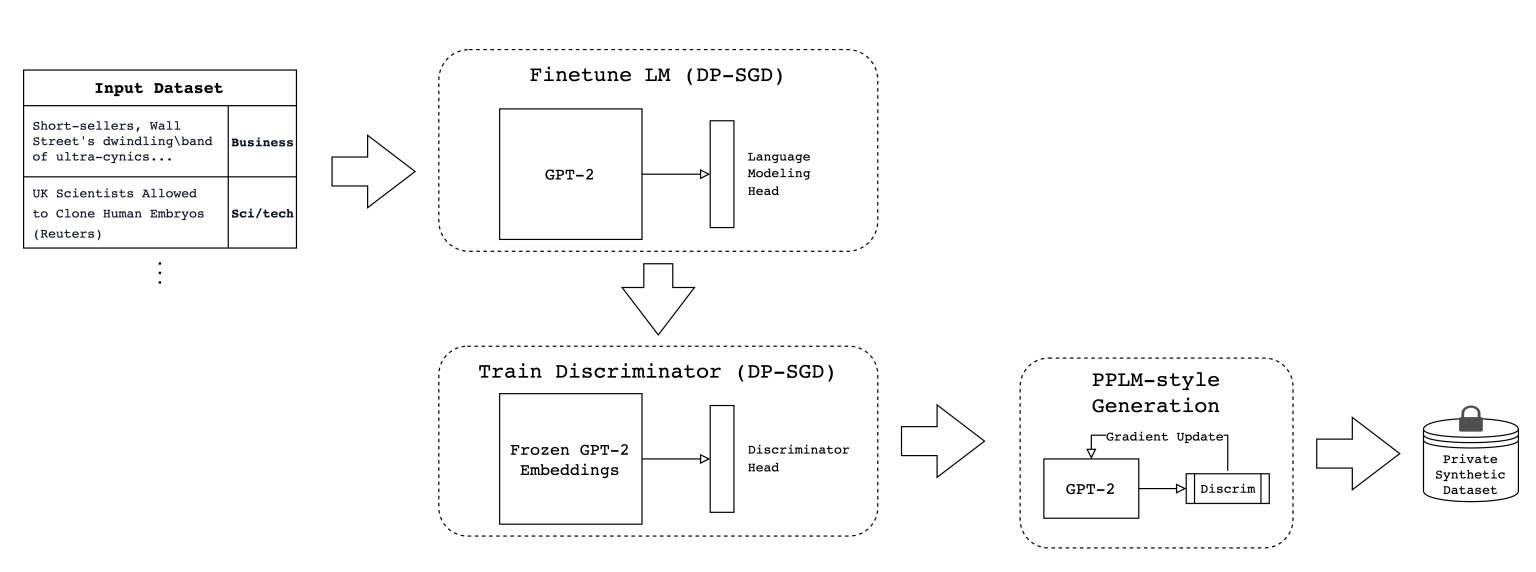 Input Dataset
Short-sellers, Wall
Street's dwindling\band
of ultra-cynics...
Business
UK Scientists Allowed
to Clone Human Embryos
(Reuters)
Sci/tech
Finetune LM (DP-SGD)
GPT-2
Language
Modeling
Head
Train Discriminator (DP-SGD)
Frozen GPT-2
Embeddings
Discriminator
Head
PPLM-style
Generation
Gradient Update
GPT-2
Discrim
Private
Synthetic
Dataset